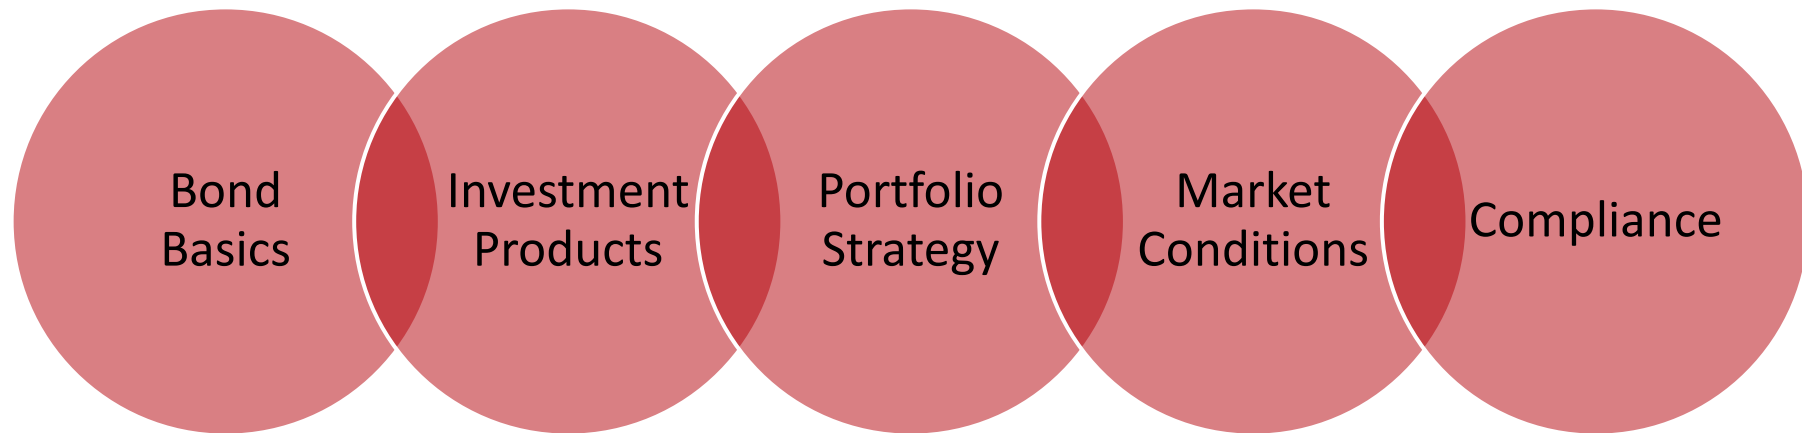 Bond
Basics
Investment
Products
Portfolio
Strategy
Market
Conditions
Compliance